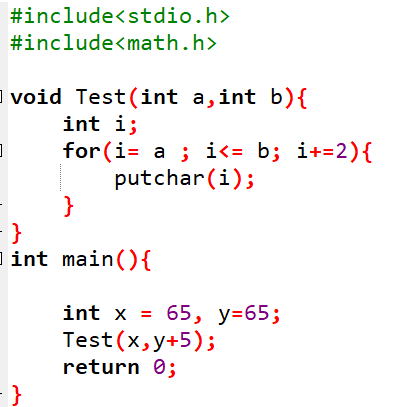 #include<stdio.h>
#include<math.h>
void Test(int a,int b){
int i;
for(i= a ; i<= b; i+=2){
putchar(i);
}
}
int main(){
int x = 65, y=65;
Test(x,y+5);
return 0;
}